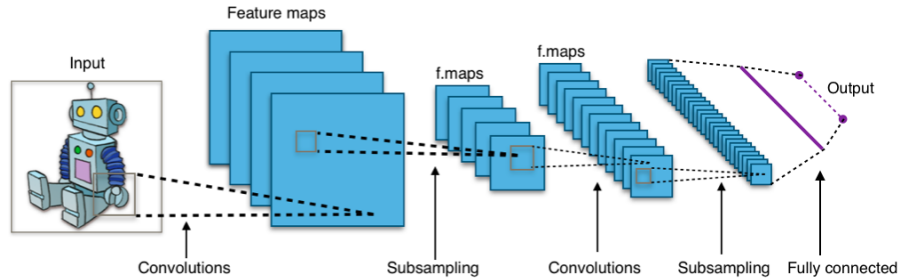 Feature maps
f.maps
f.maps
Input
Output
Convolutions
Subsampling
Convolutions
Subsampling
Fully connected